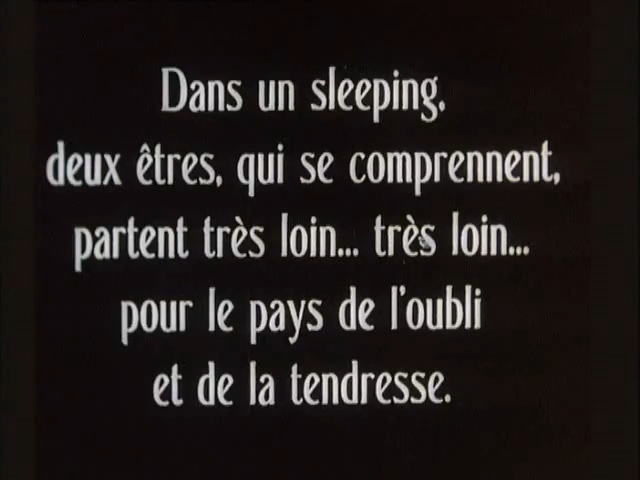 Dans un sleeping,
deux êtres, qui se comprennent,
partent très loin... très loin...
pour le pays de l'oubli
et de la tendresse.